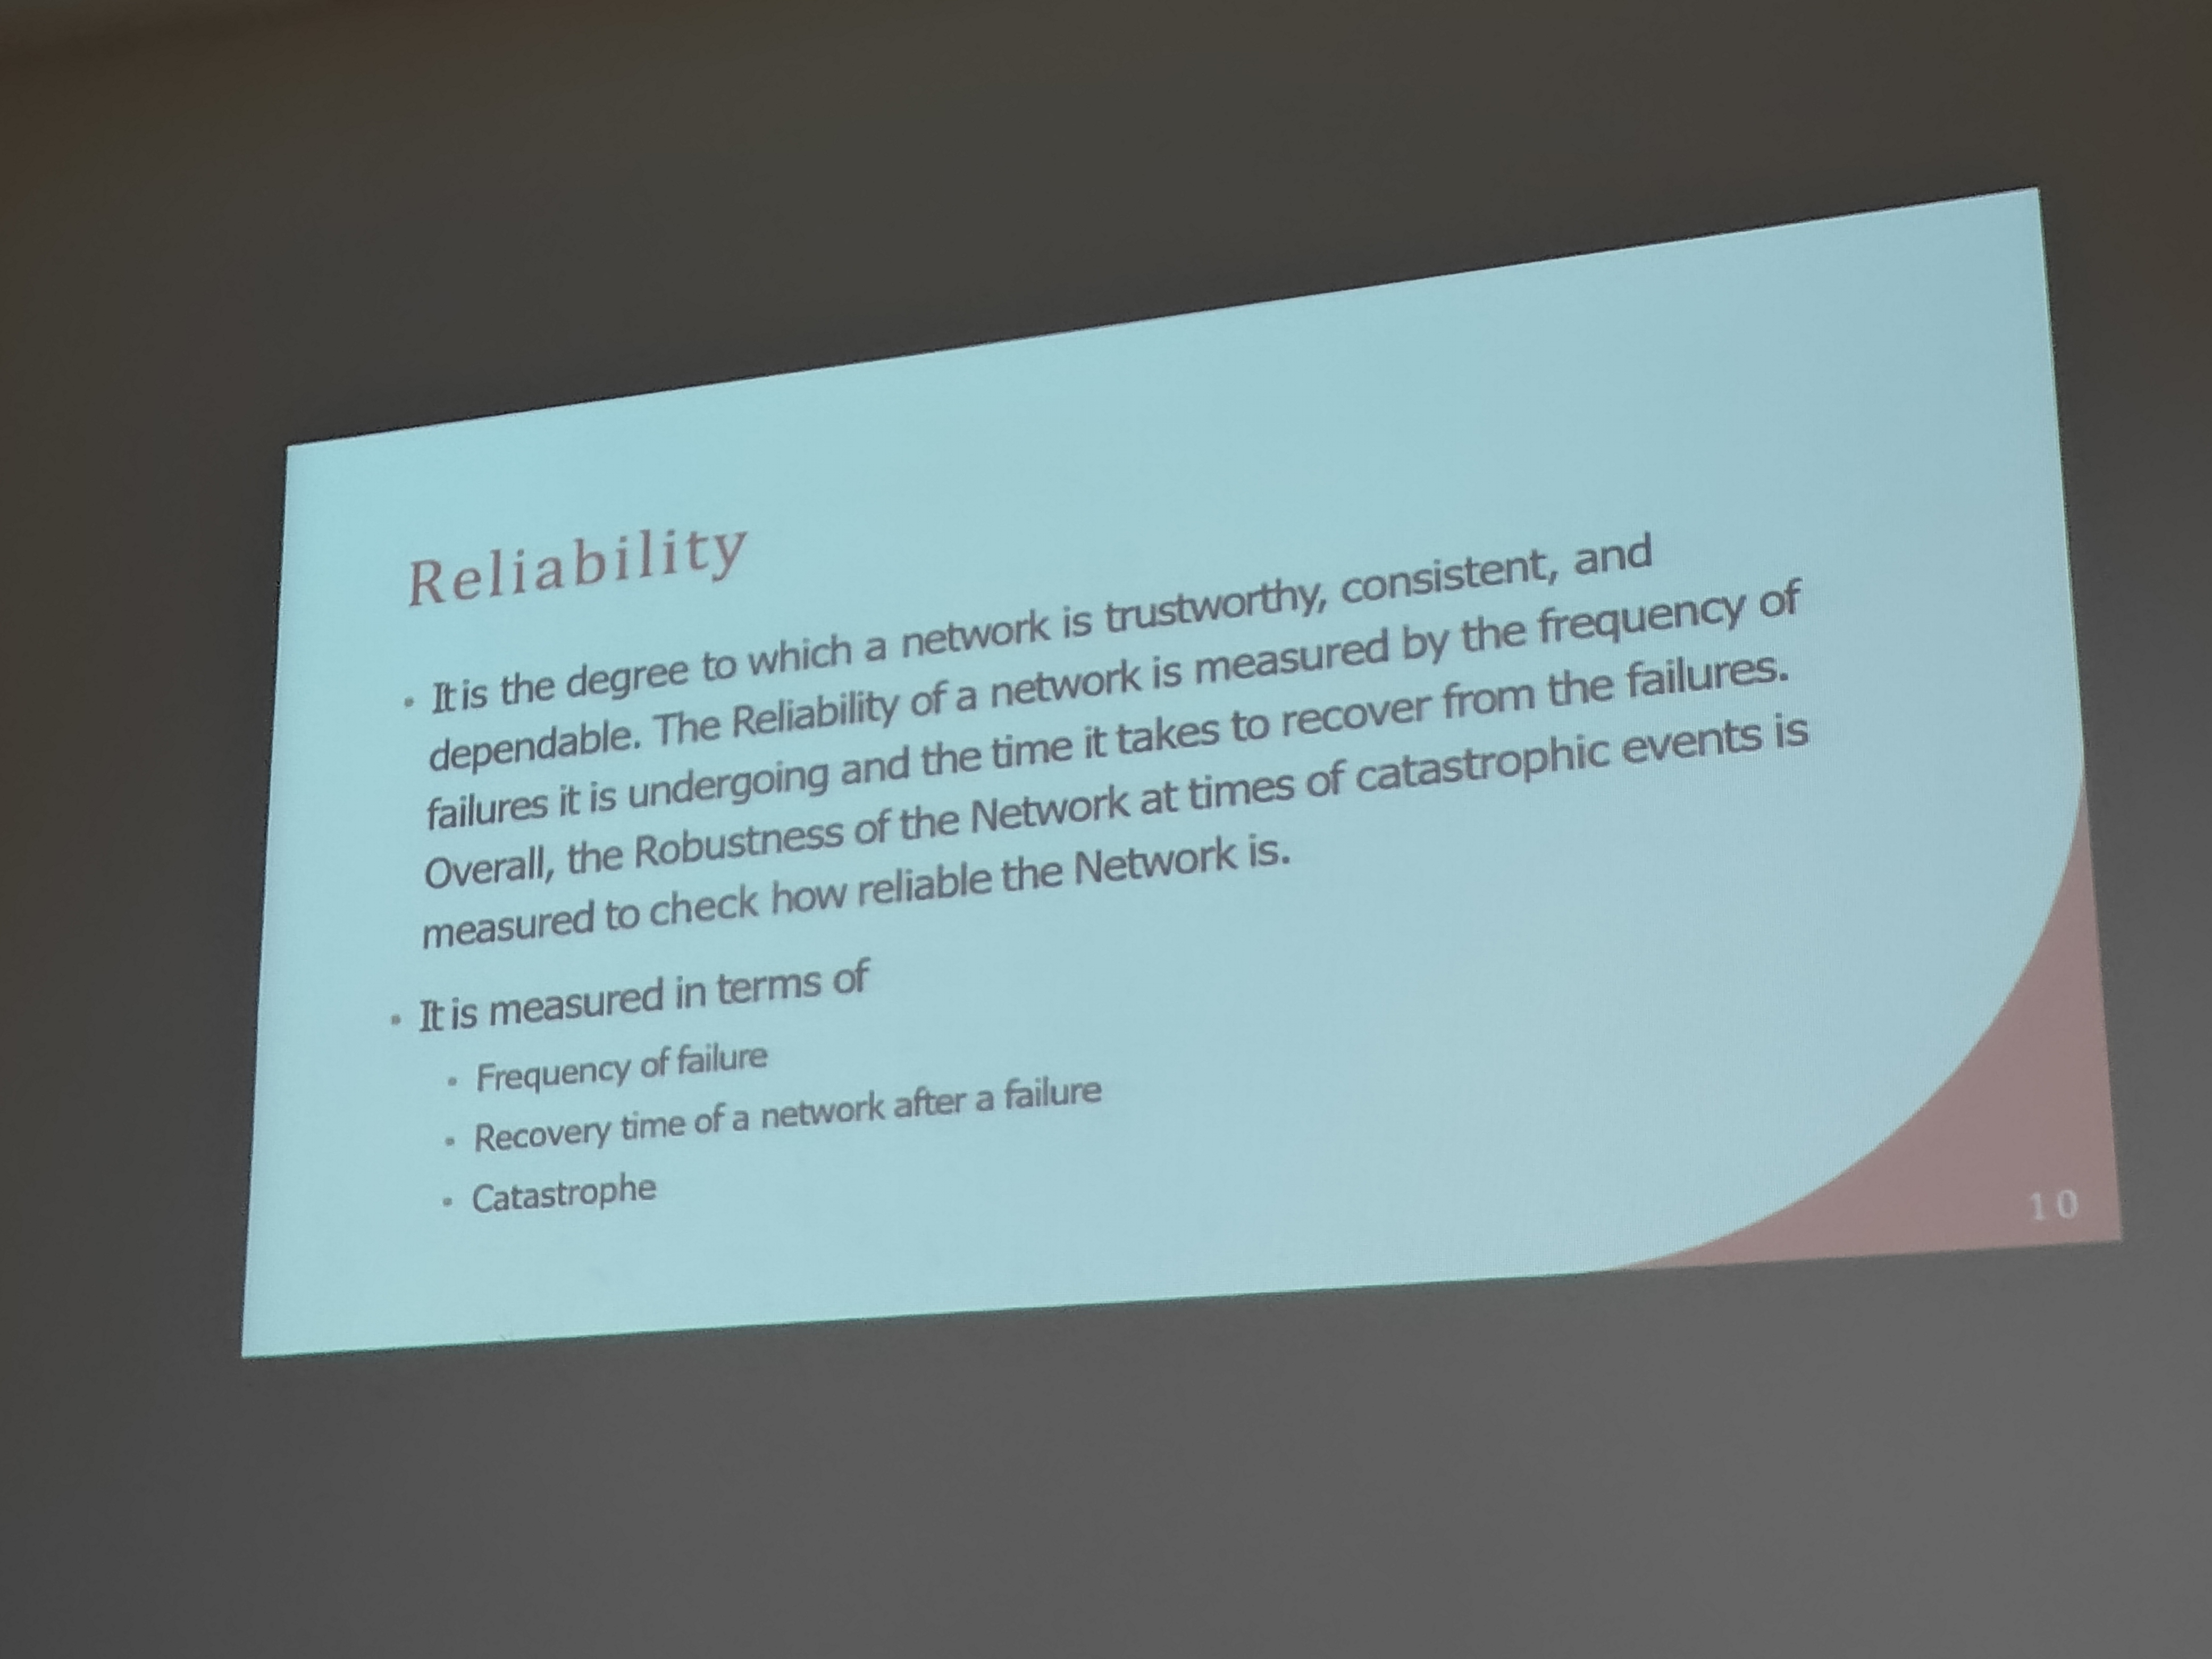 Reliability
• It is the degree to which a network is trustworthy, consistent, and
dependable. The Reliability of a network is measured by the frequency of
failures it is undergoing and the time it takes to recover from the failures.
Overall, the Robustness of the Network at times of catastrophic events is
measured to check how reliable the Network is.
• It is measured in terms of
• Frequency of failure
• Recovery time of a network after a failure
• Catastrophe
10